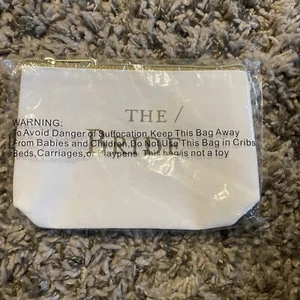 THE /
WARNING:
To Avoid Danger of Suffocation, Keep This Bag Away
From Babies and Children, Do Not Use This Bag in Cribs
Beds, Carriages, or Playpens. This bag is not a toy